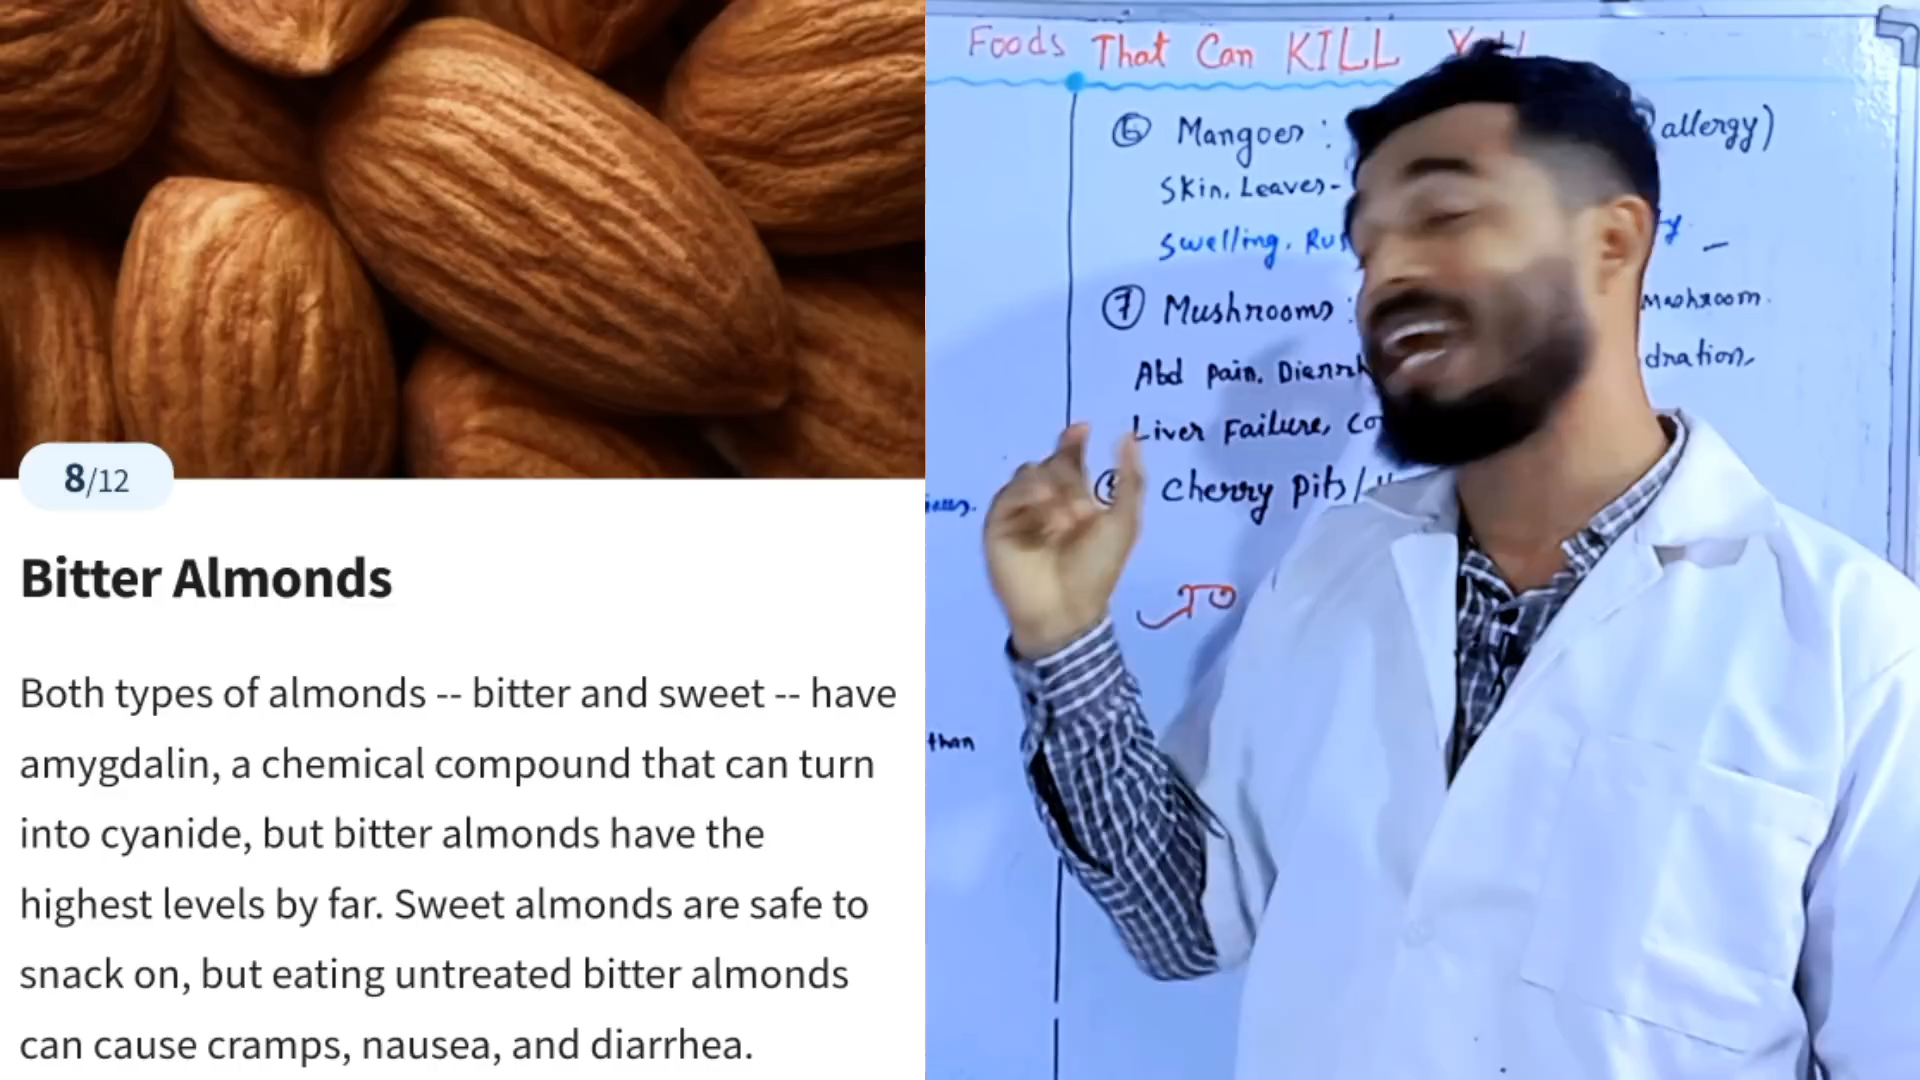 8/12
Bitter Almonds
Both types of almonds -- bitter and sweet -- have
amygdalin, a chemical compound that can turn
into cyanide, but bitter almonds have the
highest levels by far. Sweet almonds are safe to
snack on, but eating untreated bitter almonds
can cause cramps, nausea, and diarrhea.
Foods That Can KILL
⑥ Mangoes : allergy)
Skin, Leaves-
Swelling,
⑦ Mushrooms :
Abd pain,
Liver Failure,
Cherry Pits/
than